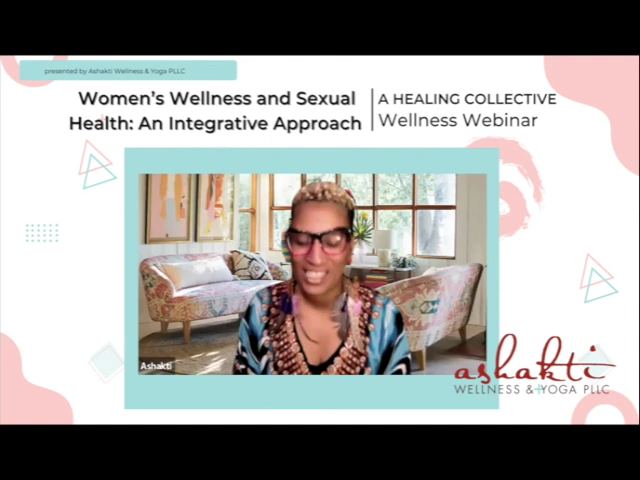 presented by Ashakti Wellness & Yoga PLLC
Women's Wellness and Sexual
Health: An Integrative Approach
A HEALING COLLECTIVE
Wellness Webinar
Ashakti
ashakti
WELLNESS & YOGA PLLC